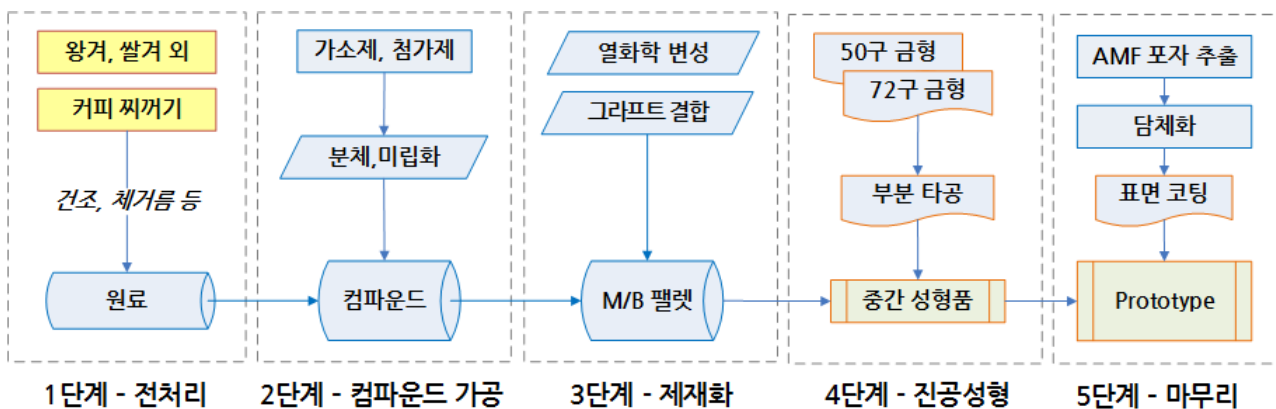 왕겨, 쌀겨 외
커피 찌꺼기
건조, 체거름 등
원료
1단계 - 전처리
가소제, 첨가제
분체,미립화
컴파운드
2단계 - 컴파운드 가공
열화학 변성
그라프트 결합
M/B 팰렛
3단계 - 제재화
50구 금형
72구 금형
부분 타공
중간 성형품
4단계 - 진공성형
AMF 포자 추출
담체화
표면 코팅
Prototype
5단계 - 마무리